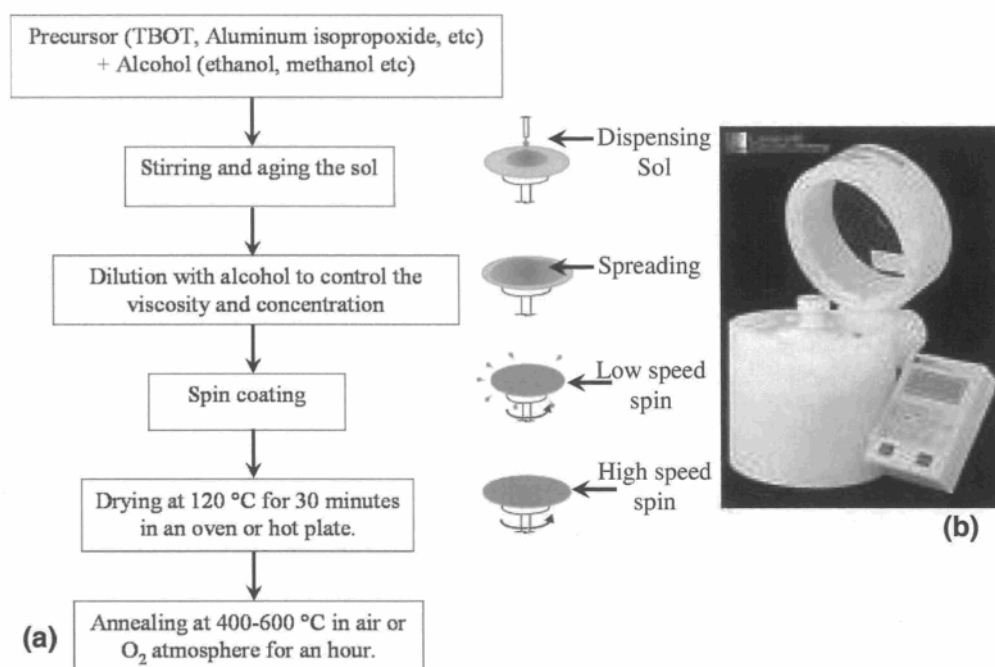 Precursor (TBOT, Aluminum isopropoxide, etc)
+ Alcohol (ethanol, methanol etc)
Stirring and aging the sol
Dilution with alcohol to control the
viscosity and concentration
Spin coating
Drying at 120 °C for 30 minutes
in an oven or hot plate.
Annealing at 400-600 °C in air or
O₂ atmosphere for an hour.
(a)
Dispensing
Sol
Spreading
Low speed
spin
High speed
spin
(b)